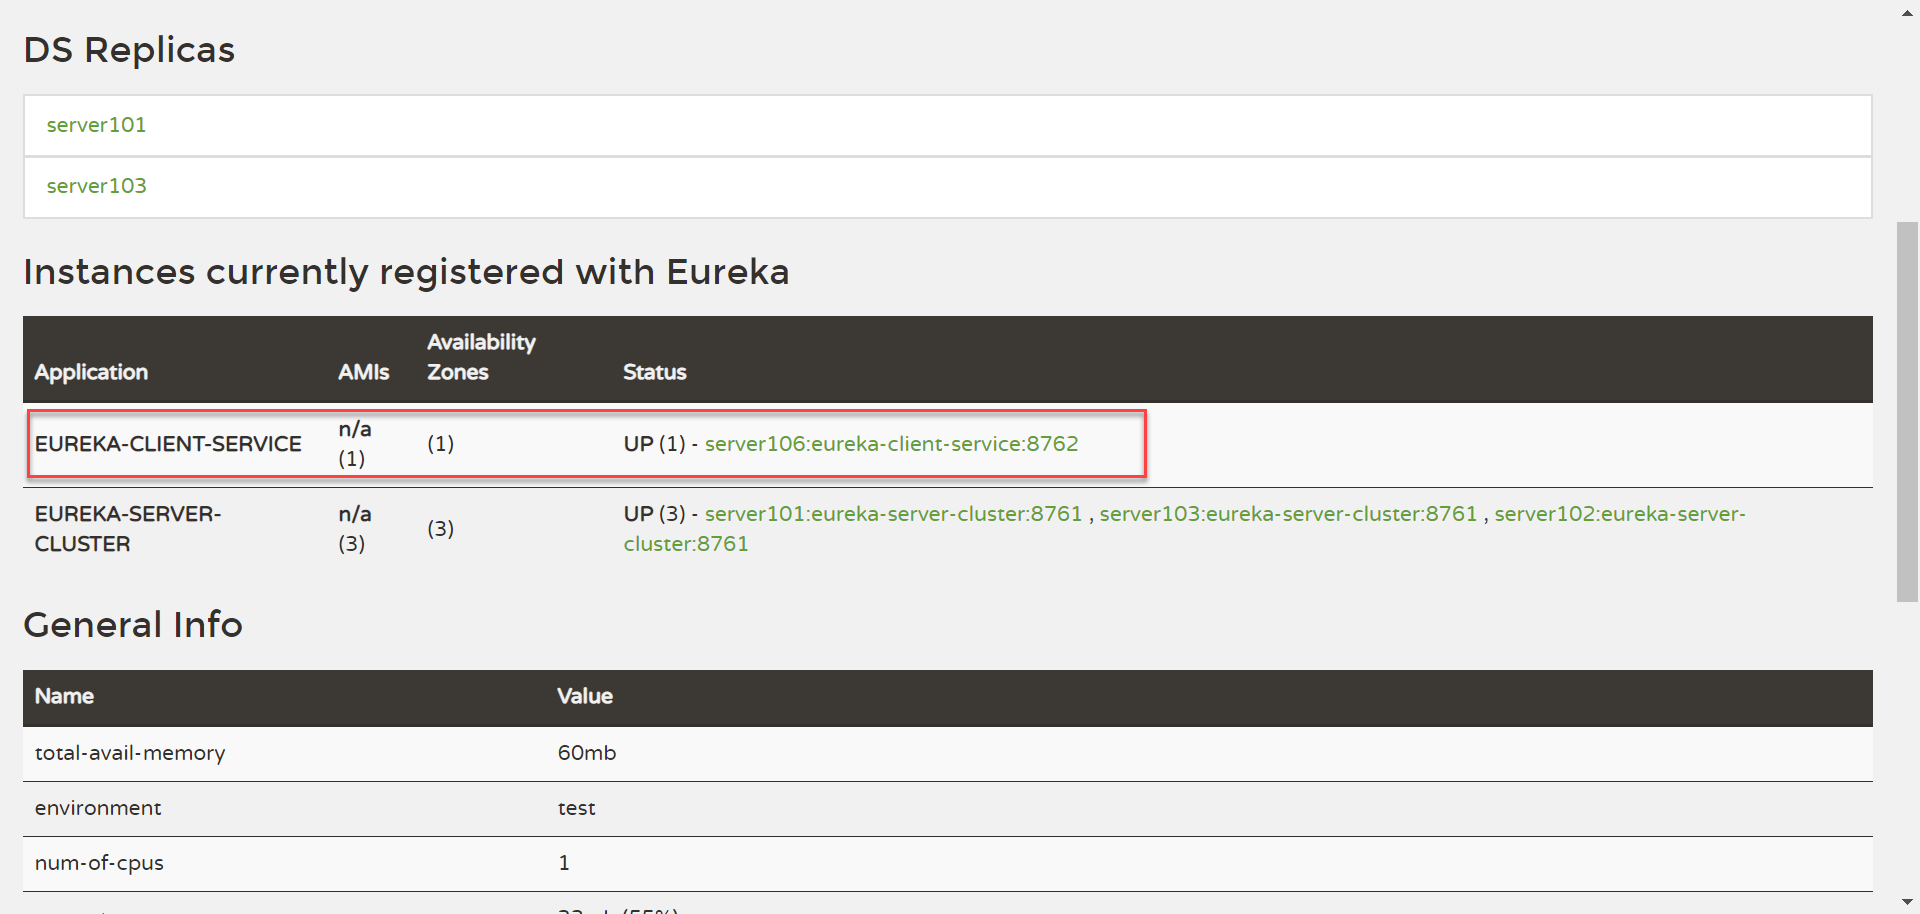 DS Replicas
server101
server103
Instances currently registered with Eureka
Application AMIs Availability Zones Status
EUREKA-CLIENT-SERVICE n/a (1) (1) UP (1) - server106:eureka-client-service:8762
EUREKA-SERVER-CLUSTER n/a (3) (3) UP (3) - server101:eureka-server-cluster:8761 , server103:eureka-server-cluster:8761 , server102:eureka-server-cluster:8761
General Info
Name Value
total-avail-memory 60mb
environment test
num-of-cpus 1